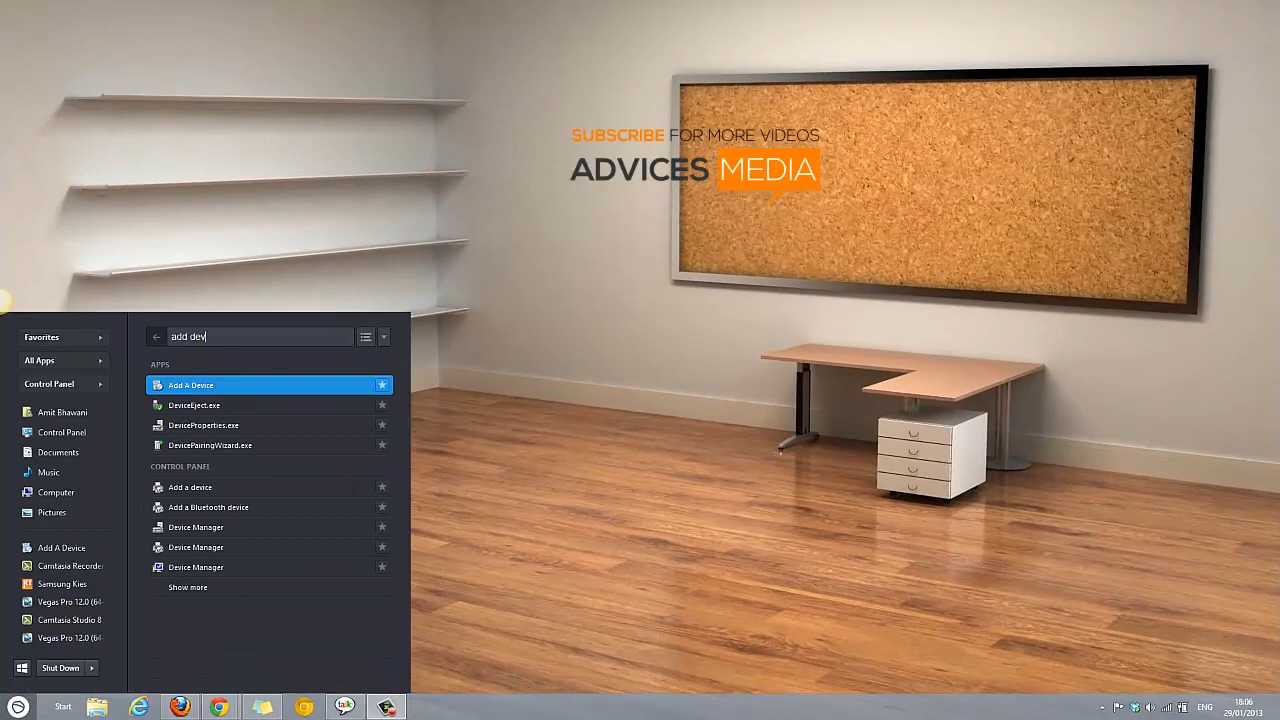 SUBSCRIBE FOR MORE VIDEOS
ADVICES MEDIA
Favorites
All Apps
Control Panel
Amit Bhawani
Control Panel
Documents
Music
Computer
Pictures
Add A Device
Camtasia Recorder
Samsung Kies
Vegas Pro 12.0 (64-
Camtasia Studio 8
Vegas Pro 12.0 (64-
Shut Down
add dev
APPS
Add A Device
DeviceEject.exe
DeviceProperties.exe
DevicePairingWizard.exe
CONTROL PANEL
Add a device
Add a Bluetooth device
Device Manager
Device Manager
Device Manager
Show more
Start
talk
ENG
18:06
29/01/2013